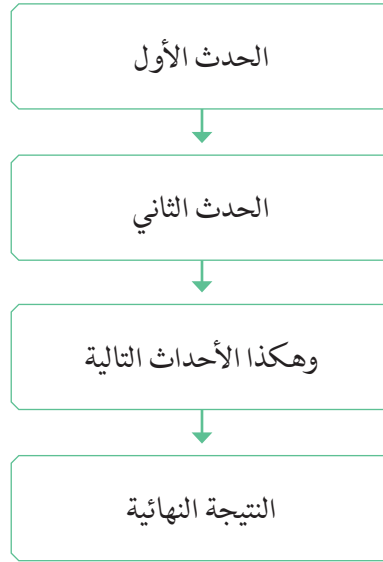 الحدث الأول
الحدث الثاني
وهكذا الأحداث التالية
النتيجة النهائية